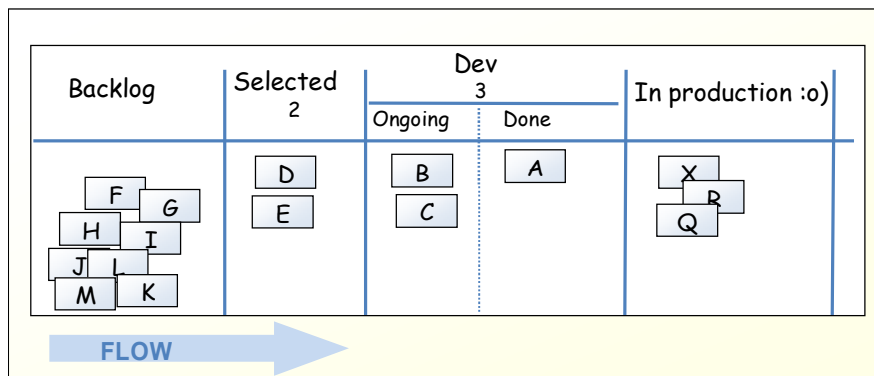 Backlog
Selected
2
Dev
3
Ongoing
Done
In production :o)
F
G
H
I
J
L
M
K
D
E
B
C
A
X
R
Q
FLOW